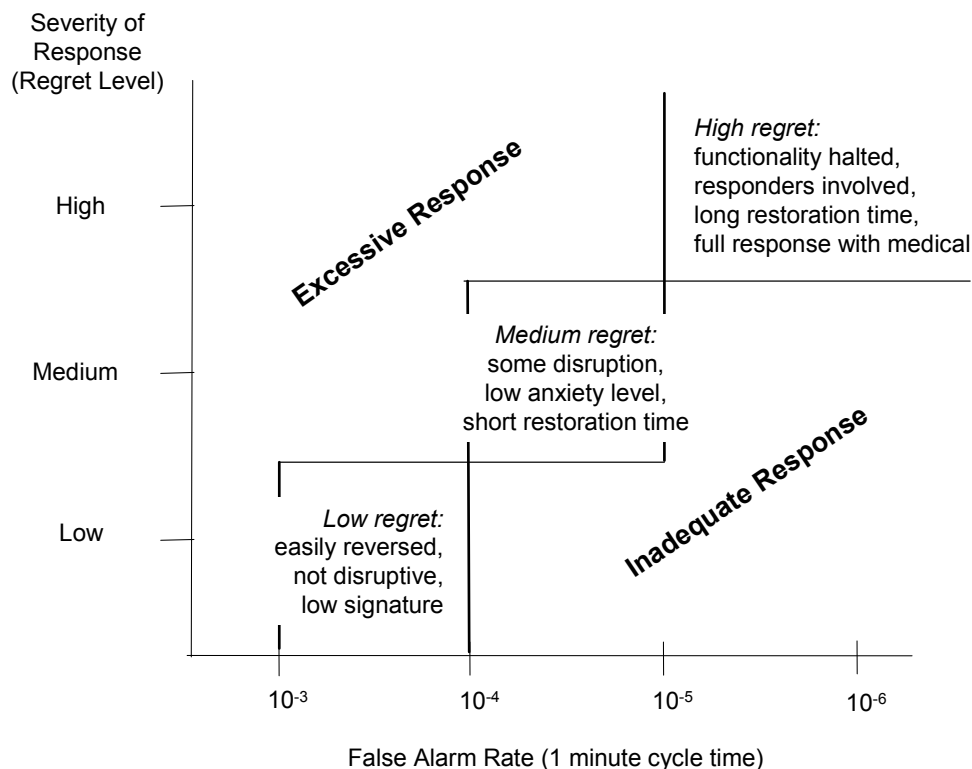 Severity of
Response
(Regret Level)
High
Medium
Low
Excessive Response
High regret:
functionality halted,
responders involved,
long restoration time,
full response with medical
Medium regret:
some disruption,
low anxiety level,
short restoration time
Low regret:
easily reversed,
not disruptive,
low signature
Inadequate Response
10⁻³
10⁻⁴
10⁻⁵
10⁻⁶
False Alarm Rate (1 minute cycle time)